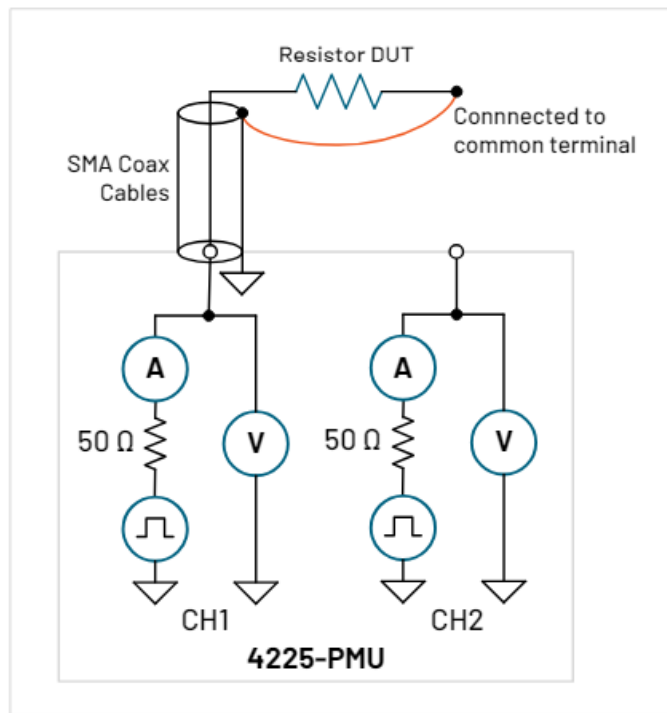 Resistor DUT
Connnected to
common terminal
SMA Coax
Cables
A
50 Ω
V
CH1
A
50 Ω
V
CH2
4225-PMU